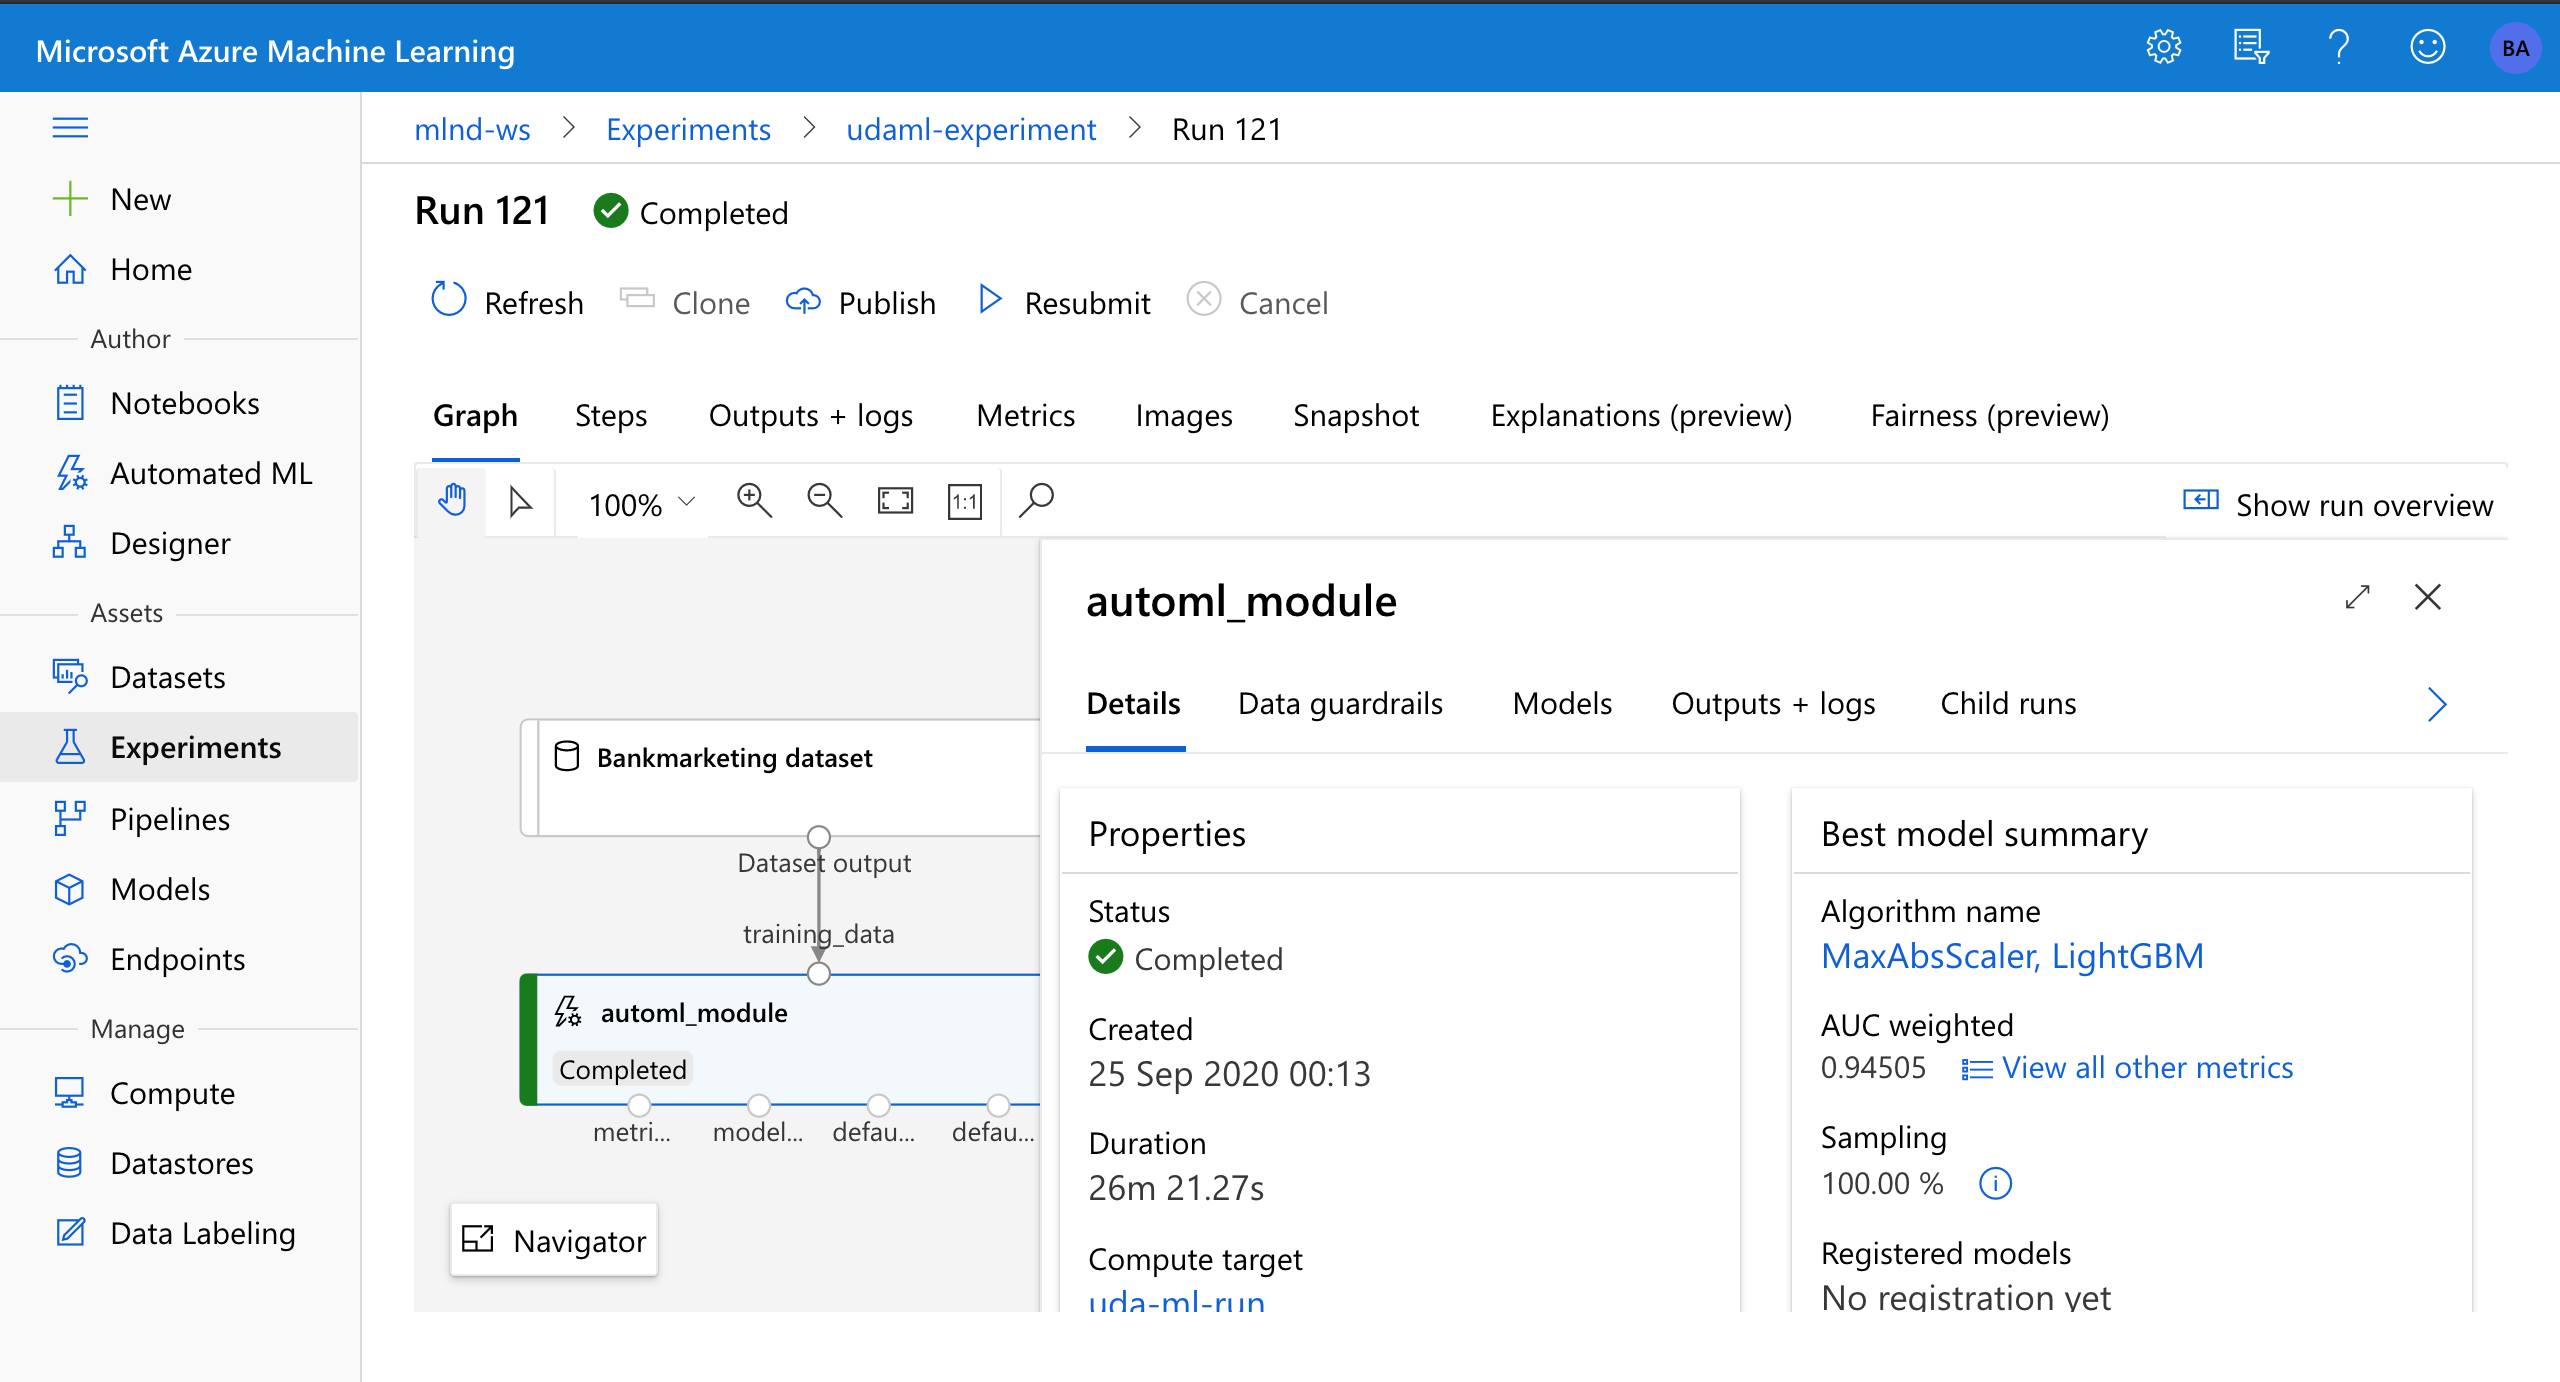 Microsoft Azure Machine Learning
BA
mlnd-ws > Experiments > udaml-experiment > Run 121
New
Home
Author
Notebooks
Automated ML
Designer
Assets
Datasets
Experiments
Pipelines
Models
Endpoints
Manage
Compute
Datastores
Data Labeling
Run 121 Completed
Refresh Clone Publish Resubmit Cancel
Graph Steps Outputs + logs Metrics Images Snapshot Explanations (preview) Fairness (preview)
100% 1:1 Show run overview
Bankmarketing dataset
Dataset output
training_data
automl_module
Completed
metri... model... defau... defau...
Navigator
automl_module
Details Data guardrails Models Outputs + logs Child runs
Properties
Status
Completed
Created
25 Sep 2020 00:13
Duration
26m 21.27s
Compute target
uda-ml-run
Best model summary
Algorithm name
MaxAbsScaler, LightGBM
AUC weighted
0.94505 View all other metrics
Sampling
100.00 %
Registered models
No registration yet